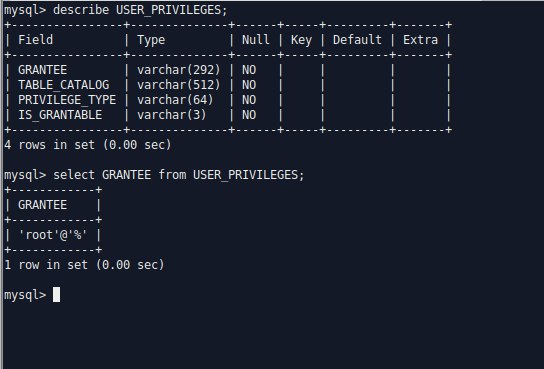 mysql> describe USER_PRIVILEGES;
+----------------+--------------+------+-----+---------+-------+
| Field          | Type         | Null | Key | Default | Extra |
+----------------+--------------+------+-----+---------+-------+
| GRANTEE        | varchar(292) | NO   |     |         |       |
| TABLE_CATALOG  | varchar(512) | NO   |     |         |       |
| PRIVILEGE_TYPE | varchar(64)  | NO   |     |         |       |
| IS_GRANTABLE   | varchar(3)   | NO   |     |         |       |
+----------------+--------------+------+-----+---------+-------+
4 rows in set (0.00 sec)

mysql> select GRANTEE from USER_PRIVILEGES;
+------------+
| GRANTEE    |
+------------+
| 'root'@'%' |
+------------+
1 row in set (0.00 sec)

mysql>